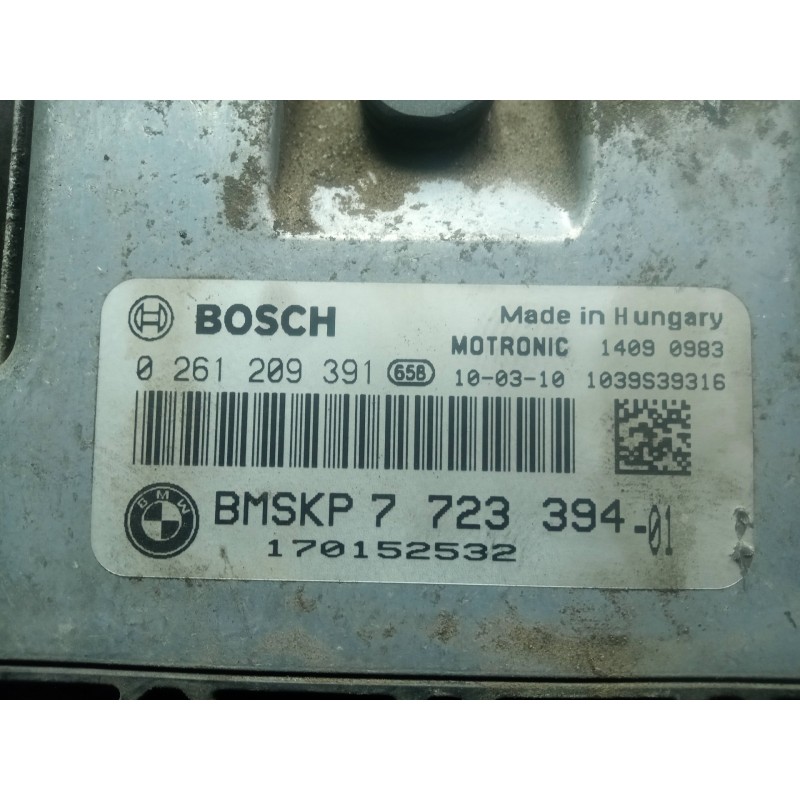 BOSCH Made in Hungary
MOTRONIC 1409 0983
0 261 209 391 658 10-03-10 1039S39316
BMW BMSKP 7 723 394-01
170152532